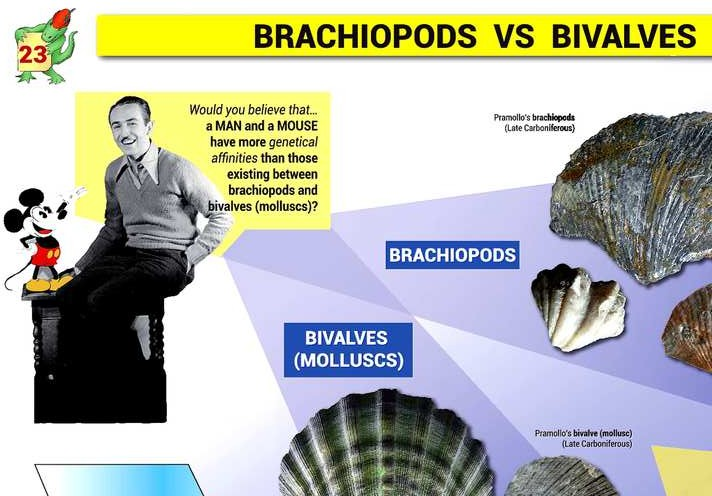 23
BRACHIOPODS VS BIVALVES
Would you believe that...
a MAN and a MOUSE
have more genetical
affinities than those
existing between
brachiopods and
bivalves (molluscs)?
Pramollo's brachiopods
(Late Carboniferous)
BRACHIOPODS
BIVALVES
(MOLLUSCS)
Pramollo's bivalve (mollusc)
(Late Carboniferous)